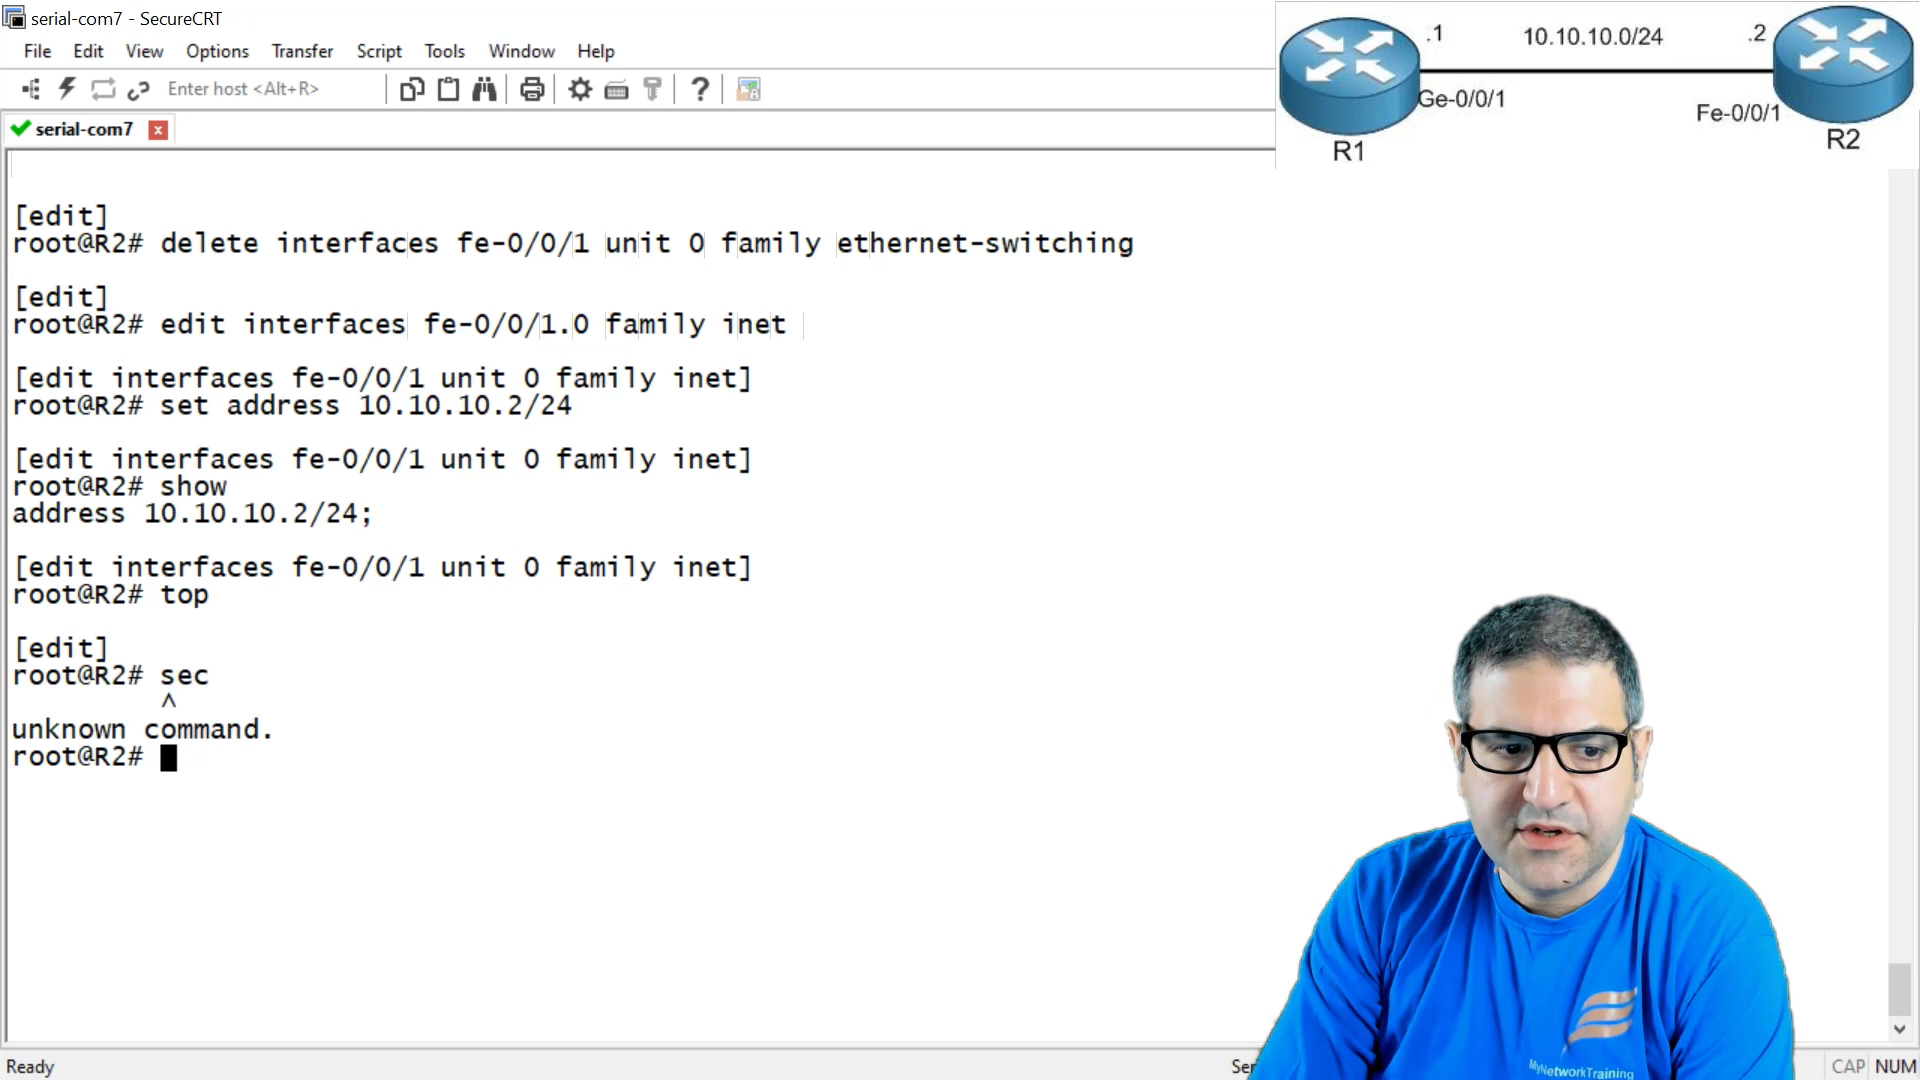 serial-com7 - SecureCRT
File Edit View Options Transfer Script Tools Window Help
Enter host <Alt+R>
serial-com7
.1 10.10.10.0/24 .2
Ge-0/0/1
Fe-0/0/1
R1
R2
[edit]
root@R2# delete interfaces fe-0/0/1 unit 0 family ethernet-switching
[edit]
root@R2# edit interfaces fe-0/0/1.0 family inet
[edit interfaces fe-0/0/1 unit 0 family inet]
root@R2# set address 10.10.10.2/24
[edit interfaces fe-0/0/1 unit 0 family inet]
root@R2# show
address 10.10.10.2/24;
[edit interfaces fe-0/0/1 unit 0 family inet]
root@R2# top
[edit]
root@R2# sec
^
unknown command.
root@R2#
MyNetworkTraining
Ready
CAP NUM